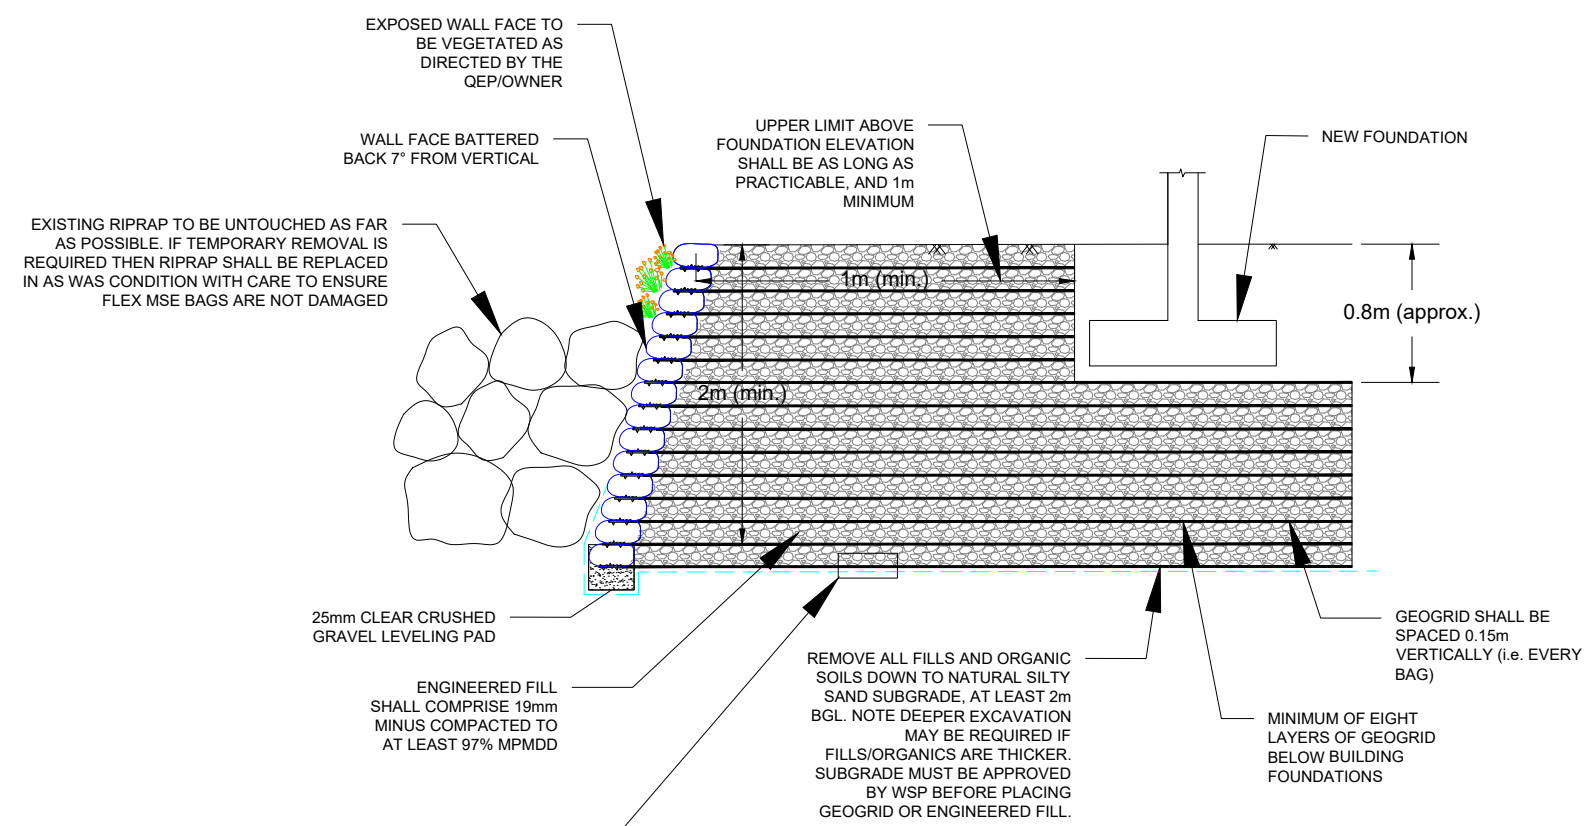 EXPOSED WALL FACE TO
BE VEGETATED AS
DIRECTED BY THE
QEP/OWNER
WALL FACE BATTERED
BACK 7° FROM VERTICAL
EXISTING RIPRAP TO BE UNTOUCHED AS FAR
AS POSSIBLE. IF TEMPORARY REMOVAL IS
REQUIRED THEN RIPRAP SHALL BE REPLACED
IN AS WAS CONDITION WITH CARE TO ENSURE
FLEX MSE BAGS ARE NOT DAMAGED
UPPER LIMIT ABOVE
FOUNDATION ELEVATION
SHALL BE AS LONG AS
PRACTICABLE, AND 1m
MINIMUM
NEW FOUNDATION
1m (min.)
0.8m (approx.)
2m (min.)
25mm CLEAR CRUSHED
GRAVEL LEVELING PAD
ENGINEERED FILL
SHALL COMPRISE 19mm
MINUS COMPACTED TO
AT LEAST 97% MPMDD
REMOVE ALL FILLS AND ORGANIC
SOILS DOWN TO NATURAL SILTY
SAND SUBGRADE, AT LEAST 2m
BGL. NOTE DEEPER EXCAVATION
MAY BE REQUIRED IF
FILLS/ORGANICS ARE THICKER.
SUBGRADE MUST BE APPROVED
BY WSP BEFORE PLACING
GEOGRID OR ENGINEERED FILL.
MINIMUM OF EIGHT
LAYERS OF GEOGRID
BELOW BUILDING
FOUNDATIONS
GEOGRID SHALL BE
SPACED 0.15m
VERTICALLY (i.e. EVERY
BAG)